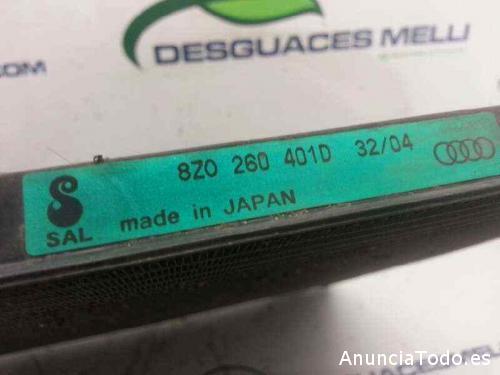 DESGUACES MELLI
.COM
8Z0 260 401D 32/04
SAL made in JAPAN
AnunciaTodo.es